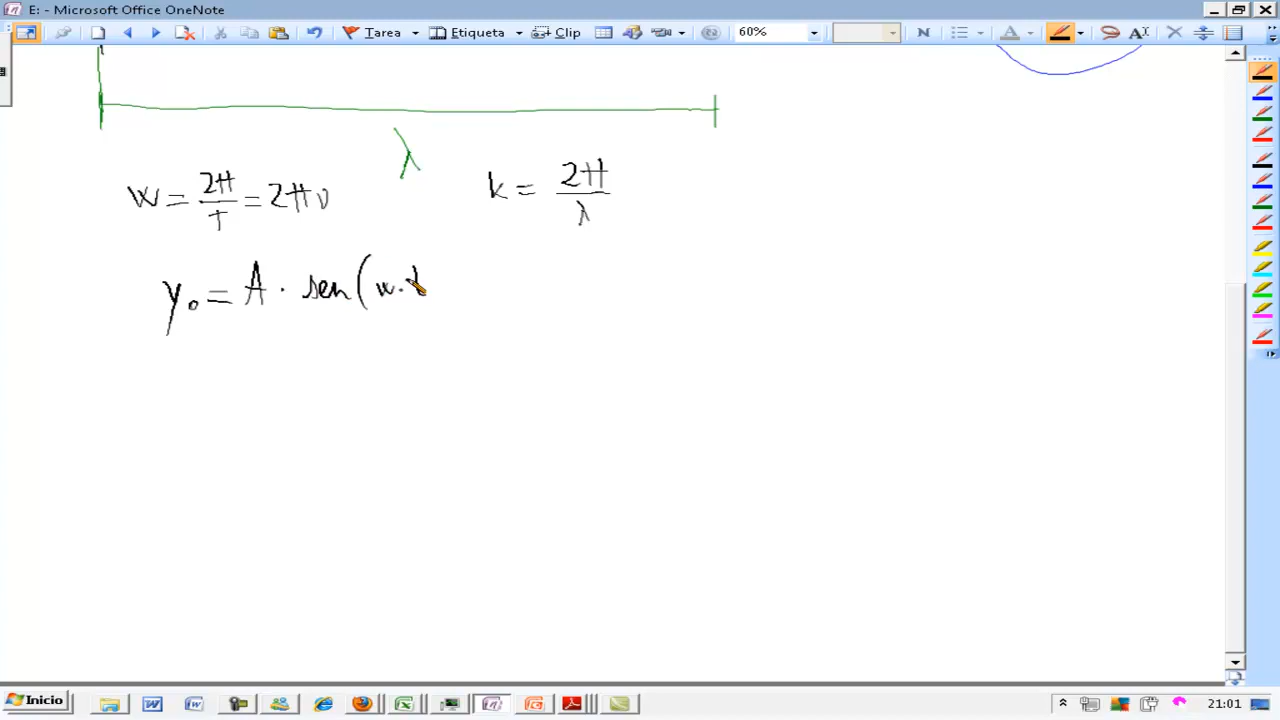 E: - Microsoft Office OneNote
Tarea Etiqueta Clip 60% N A
λ
w = 2π/T = 2πν
k = 2π/λ
y₀ = A · sen(w.t
Inicio 21:01